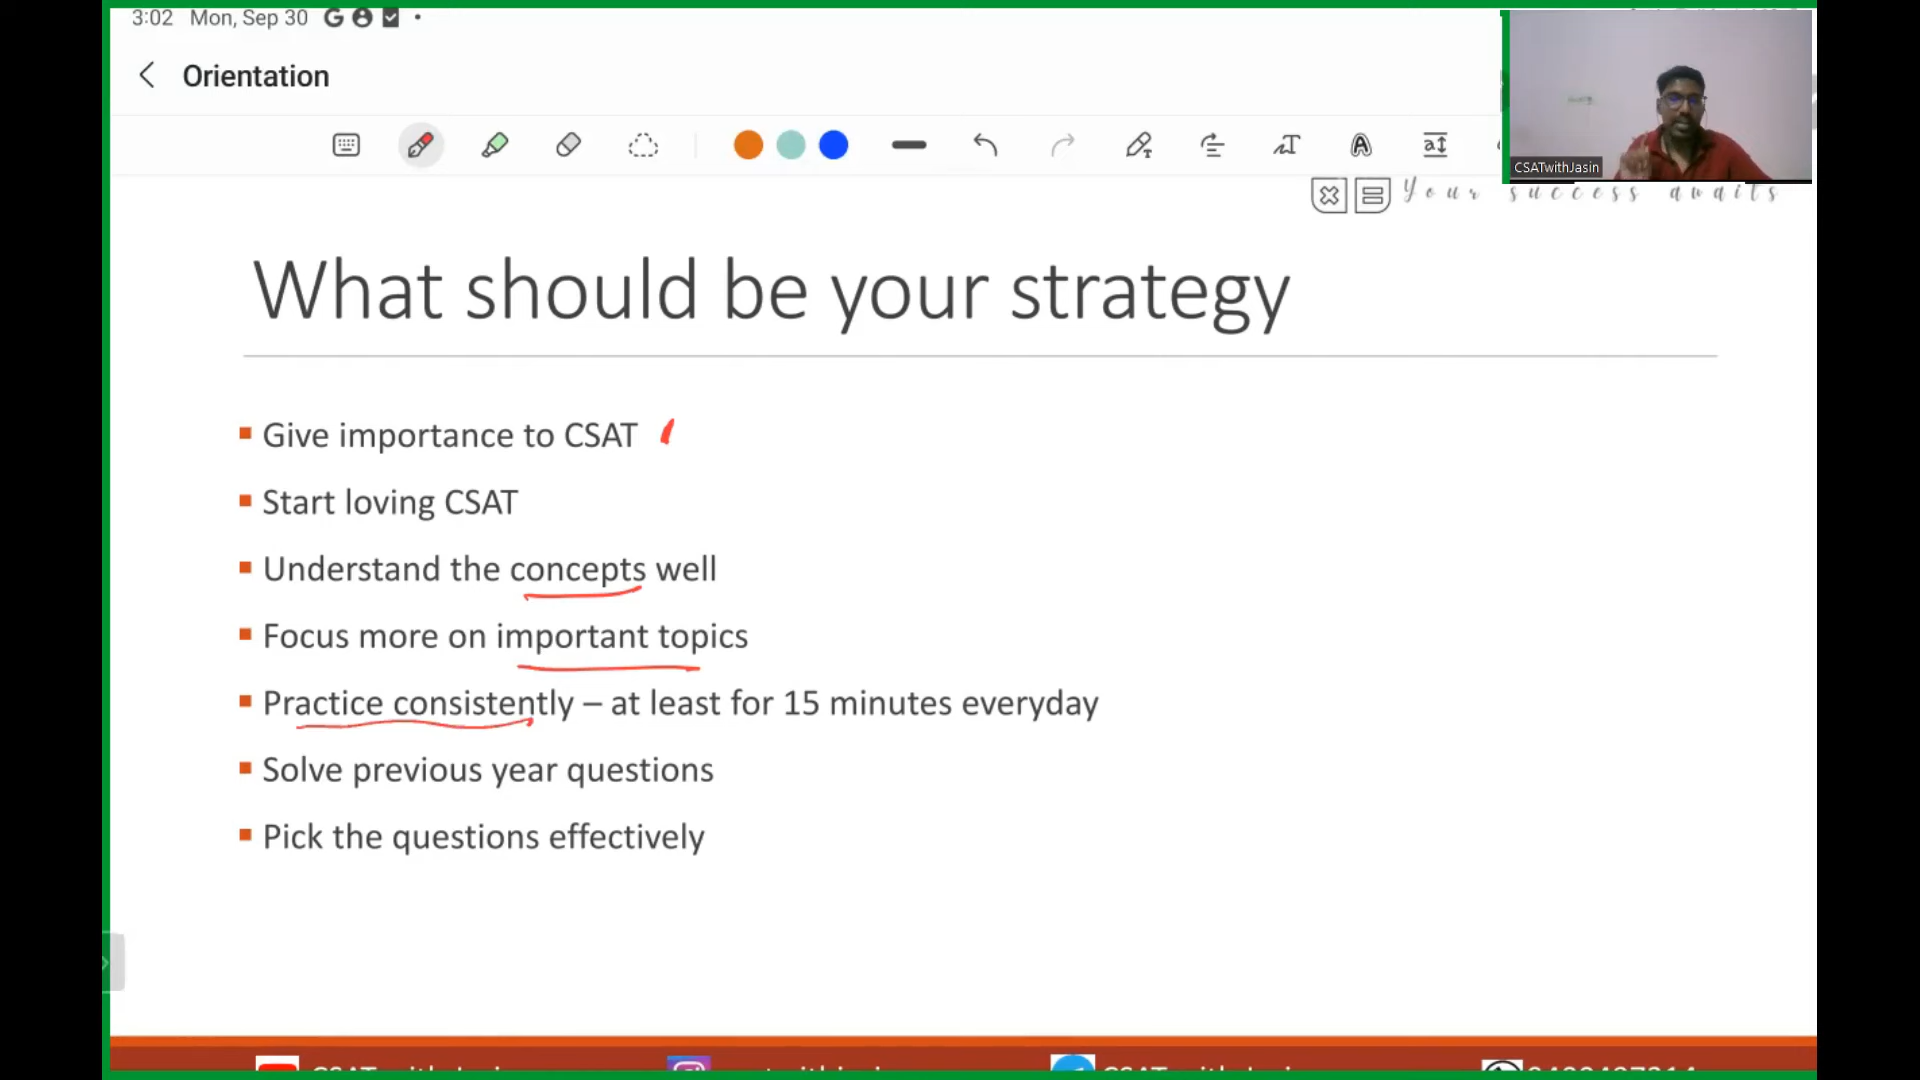 3:02 Mon, Sep 30
Orientation
CSATwithJasin
Your success awaits
What should be your strategy
Give importance to CSAT
Start loving CSAT
Understand the concepts well
Focus more on important topics
Practice consistently – at least for 15 minutes everyday
Solve previous year questions
Pick the questions effectively